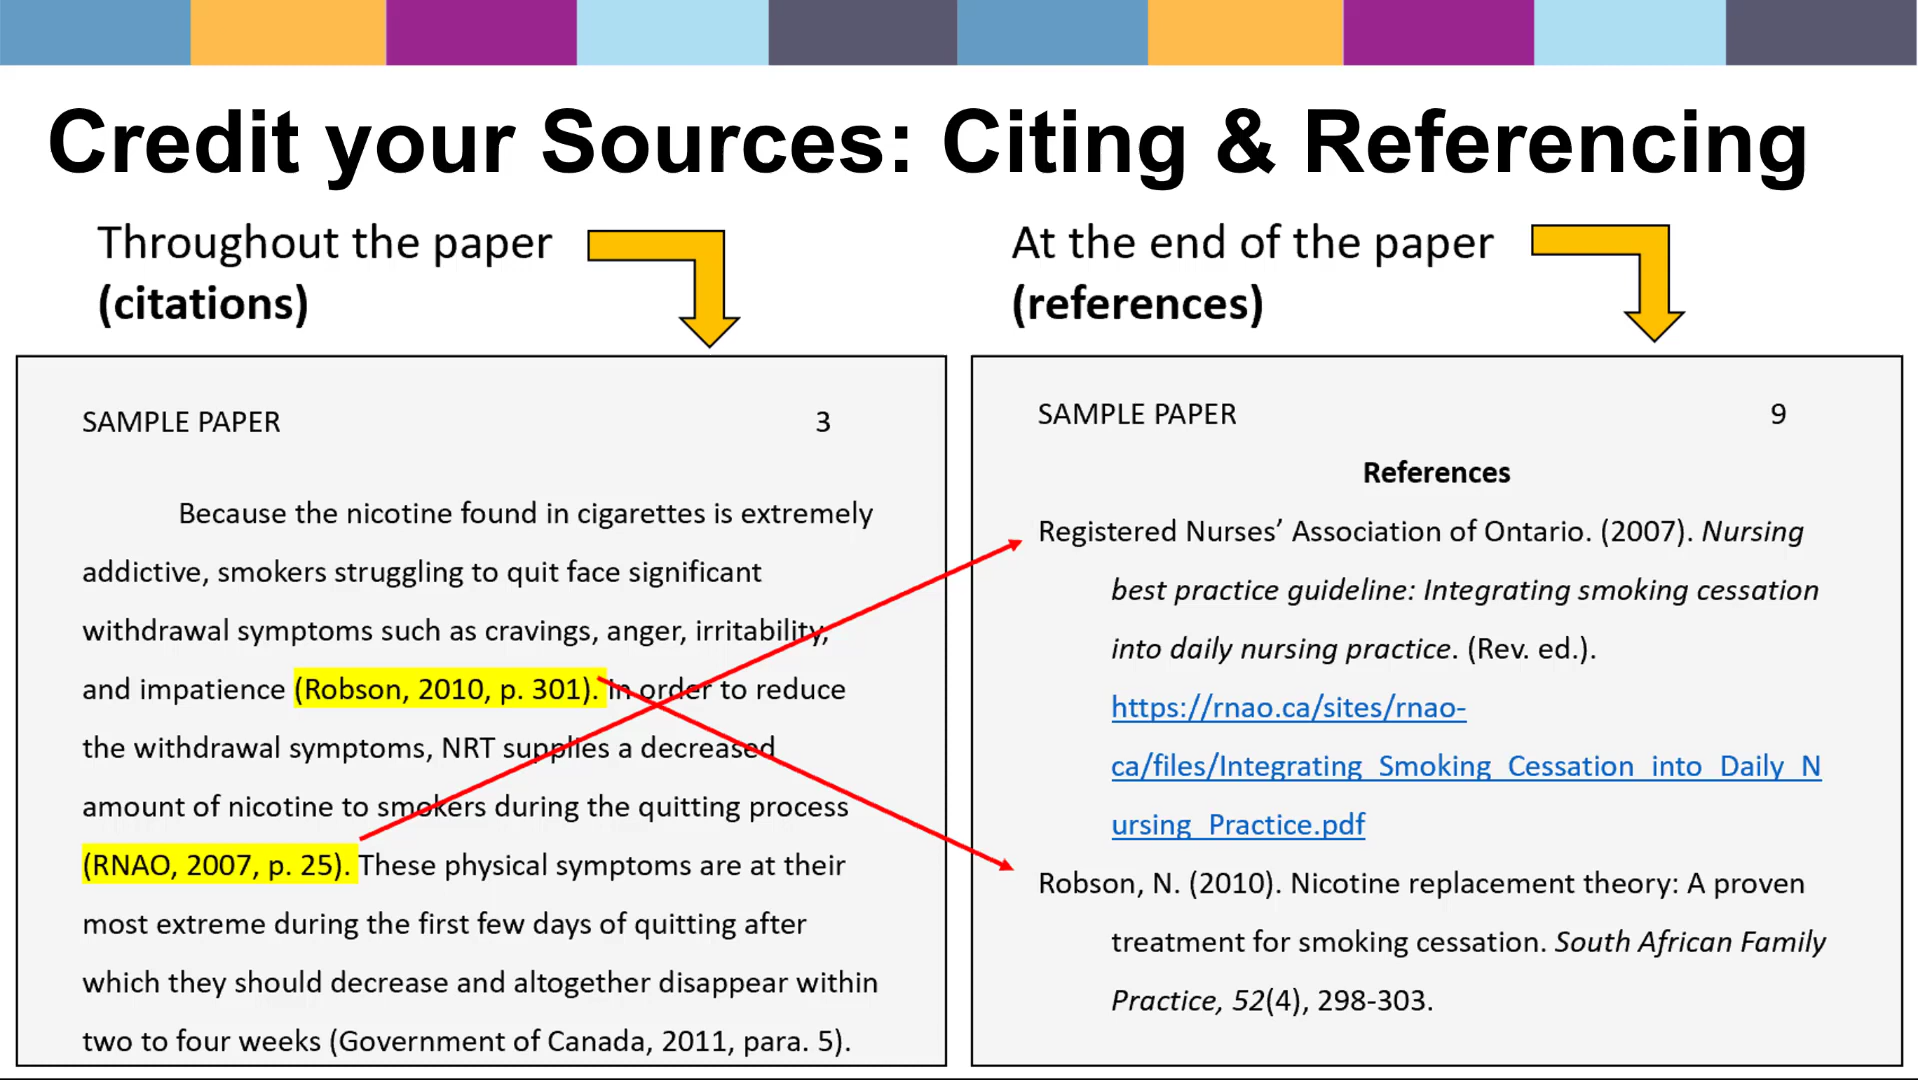 Credit your Sources: Citing & Referencing
Throughout the paper
(citations)
At the end of the paper
(references)
SAMPLE PAPER 3
Because the nicotine found in cigarettes is extremely
addictive, smokers struggling to quit face significant
withdrawal symptoms such as cravings, anger, irritability,
and impatience (Robson, 2010, p. 301). In order to reduce
the withdrawal symptoms, NRT supplies a decreased
amount of nicotine to smokers during the quitting process
(RNAO, 2007, p. 25). These physical symptoms are at their
most extreme during the first few days of quitting after
which they should decrease and altogether disappear within
two to four weeks (Government of Canada, 2011, para. 5).
SAMPLE PAPER 9
References
Registered Nurses’ Association of Ontario. (2007). Nursing
best practice guideline: Integrating smoking cessation
into daily nursing practice. (Rev. ed.).
https://rnao.ca/sites/rnao-
ca/files/Integrating_Smoking_Cessation_into_Daily_N
ursing_Practice.pdf
Robson, N. (2010). Nicotine replacement theory: A proven
treatment for smoking cessation. South African Family
Practice, 52(4), 298-303.